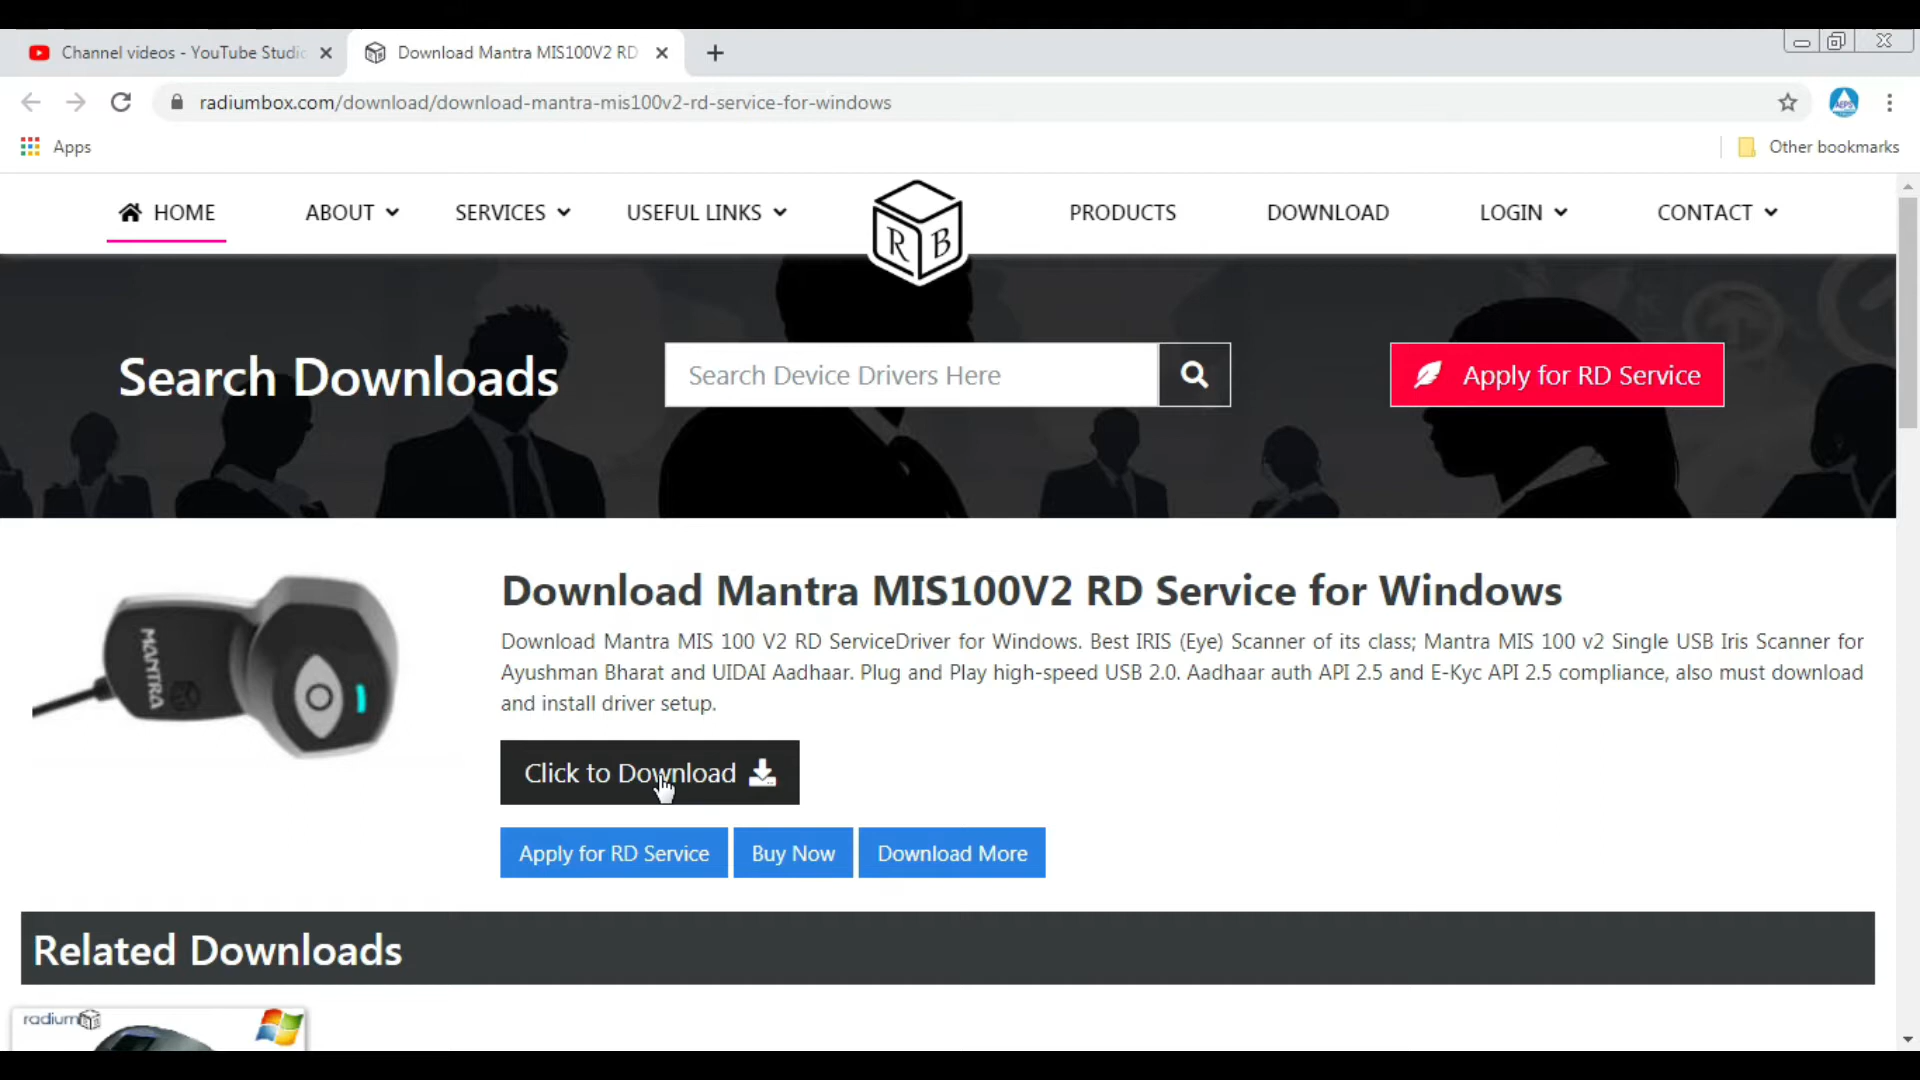 Channel videos - YouTube Studio
Download Mantra MIS100V2 RD
radiumbox.com/download/download-mantra-mis100v2-rd-service-for-windows
AEPS
Apps
Other bookmarks
HOME
ABOUT
SERVICES
USEFUL LINKS
R B
PRODUCTS
DOWNLOAD
LOGIN
CONTACT
Search Downloads
Search Device Drivers Here
Apply for RD Service
MANTRA
Download Mantra MIS100V2 RD Service for Windows
Download Mantra MIS 100 V2 RD ServiceDriver for Windows. Best IRIS (Eye) Scanner of its class; Mantra MIS 100 v2 Single USB Iris Scanner for
Ayushman Bharat and UIDAI Aadhaar. Plug and Play high-speed USB 2.0. Aadhaar auth API 2.5 and E-Kyc API 2.5 compliance, also must download
and install driver setup.
Click to Download
Apply for RD Service
Buy Now
Download More
Related Downloads
radium